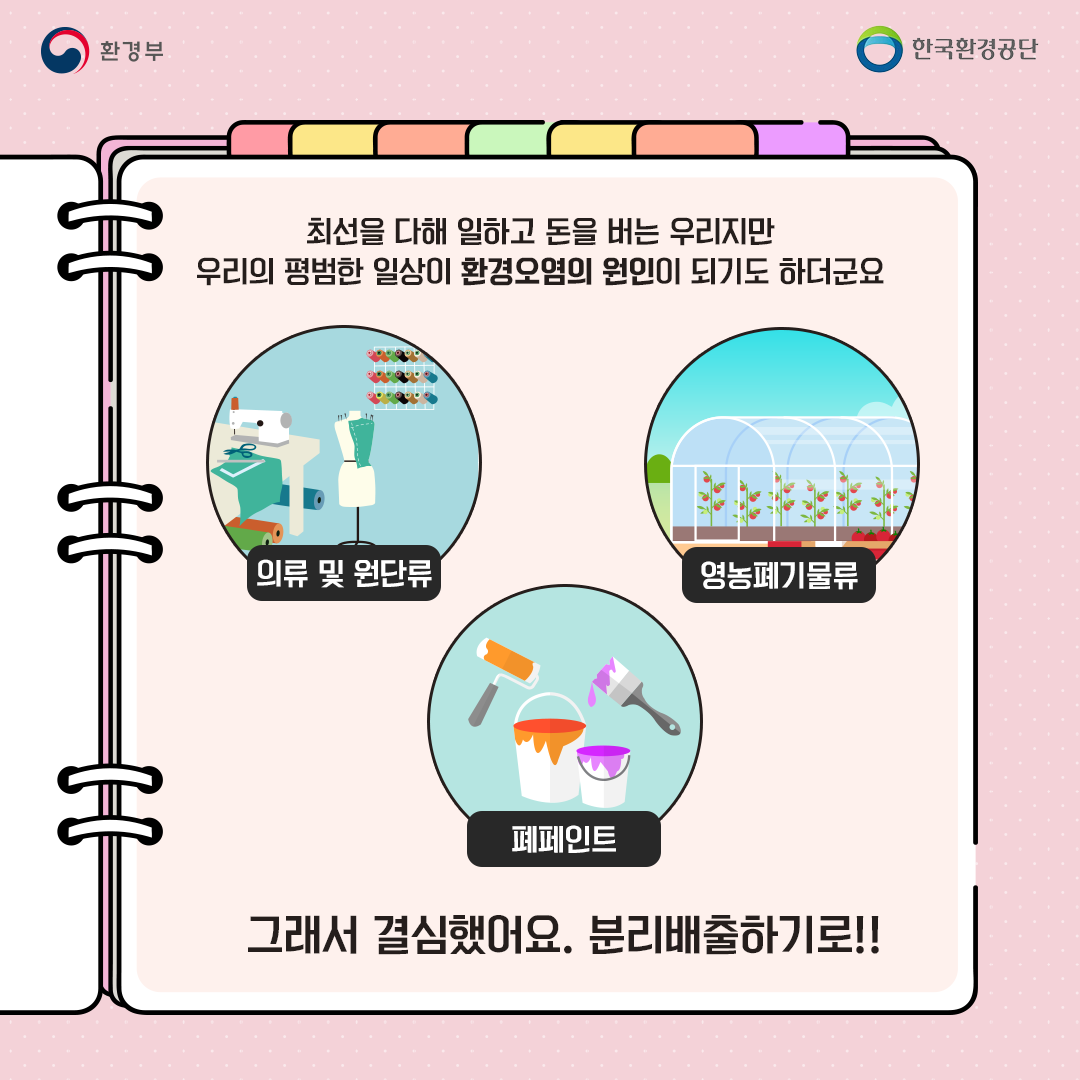 환경부
한국환경공단
최선을 다해 일하고 돈을 버는 우리지만
우리의 평범한 일상이 환경오염의 원인이 되기도 하더군요
의류 및 원단류
영농폐기물류
폐페인트
그래서 결심했어요. 분리배출하기로!!